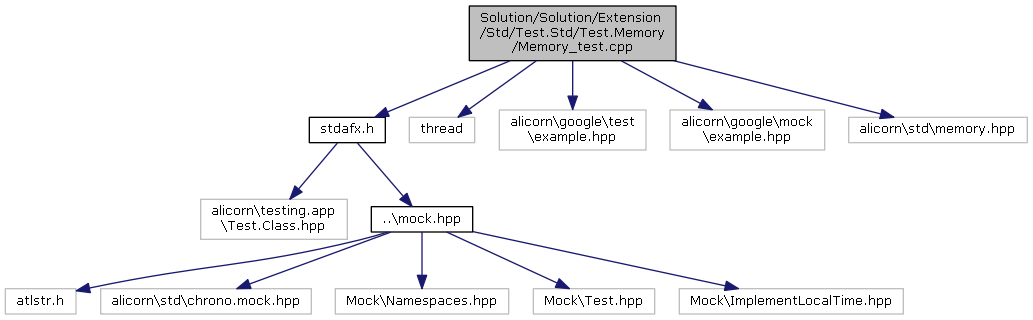 Solution/Solution/Extension
/Std/Test.Std/Test.Memory
/Memory_test.cpp
stdafx.h
thread
alicorn\google\test
\example.hpp
alicorn\google\mock
\example.hpp
alicorn\std\memory.hpp
alicorn\testing.app
\Test.Class.hpp
..\mock.hpp
atlstr.h
alicorn\std\chrono.mock.hpp
Mock\Namespaces.hpp
Mock\Test.hpp
Mock\ImplementLocalTime.hpp